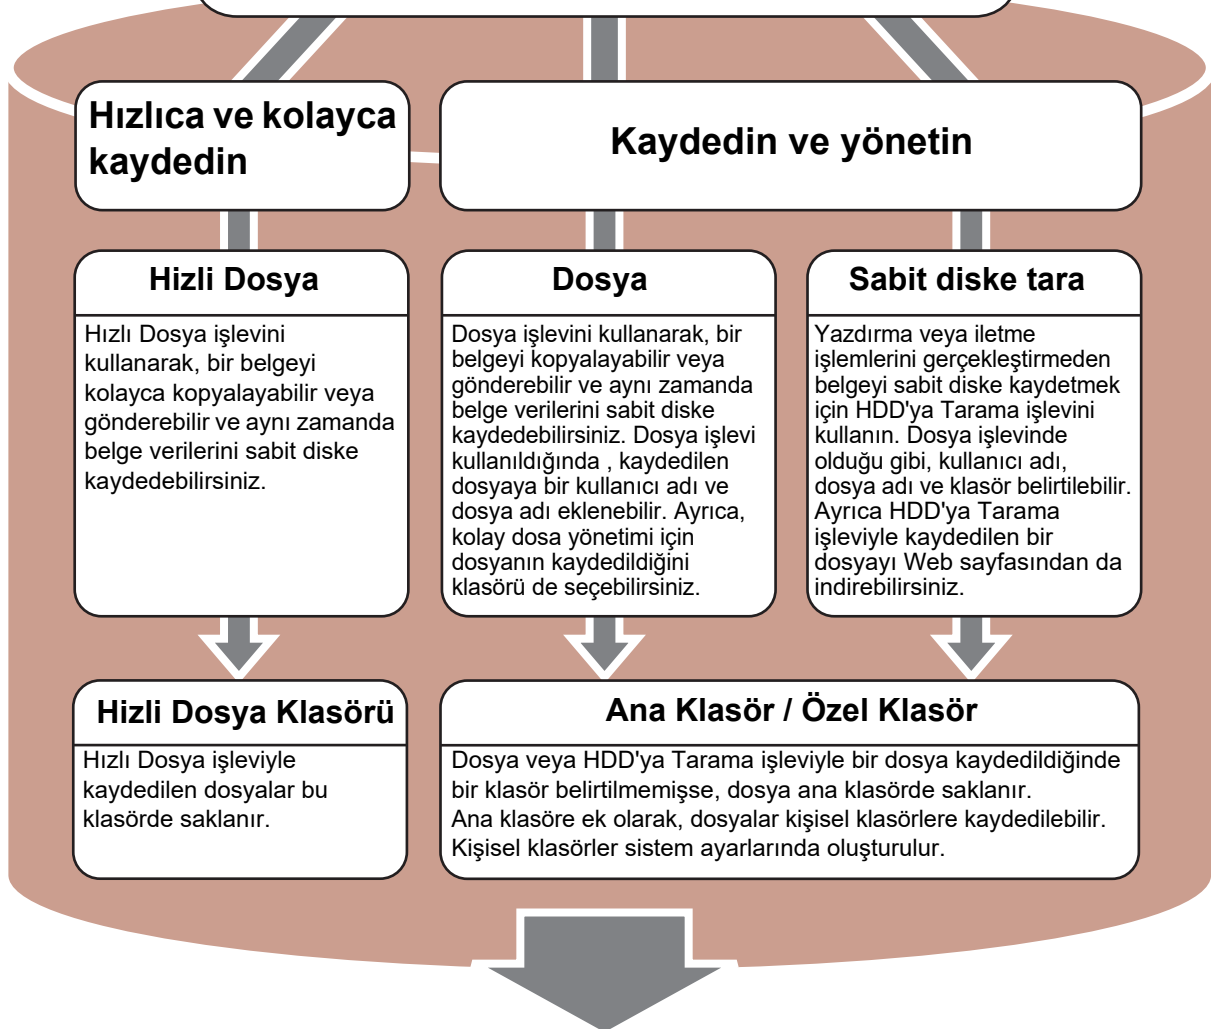 Hızlıca ve kolayca
kaydedin
Kaydedin ve yönetin
Hizli Dosya
Hızlı Dosya işlevini
kullanarak, bir belgeyi
kolayca kopyalayabilir veya
gönderebilir ve aynı zamanda
belge verilerini sabit diske
kaydedebilirsiniz.
Dosya
Dosya işlevini kullanarak, bir
belgeyi kopyalayabilir veya
gönderebilir ve aynı zamanda
belge verilerini sabit diske
kaydedebilirsiniz. Dosya işlevi
kullanıldığında , kaydedilen
dosyaya bir kullanıcı adı ve
dosya adı eklenebilir. Ayrıca,
kolay dosa yönetimi için
dosyanın kaydedildiğini
klasörü de seçebilirsiniz.
Sabit diske tara
Yazdırma veya iletme
işlemlerini gerçekleştirmeden
belgeyi sabit diske kaydetmek
için HDD'ya Tarama işlevini
kullanın. Dosya işlevinde
olduğu gibi, kullanıcı adı,
dosya adı ve klasör belirtilebilir.
Ayrıca HDD'ya Tarama
işleviyle kaydedilen bir
dosyayı Web sayfasından da
indirebilirsiniz.
Hizli Dosya Klasörü
Hızlı Dosya işleviyle
kaydedilen dosyalar bu
klasörde saklanır.
Ana Klasör / Özel Klasör
Dosya veya HDD'ya Tarama işleviyle bir dosya kaydedildiğinde
bir klasör belirtilmemişse, dosya ana klasörde saklanır.
Ana klasöre ek olarak, dosyalar kişisel klasörlere kaydedilebilir.
Kişisel klasörler sistem ayarlarında oluşturulur.